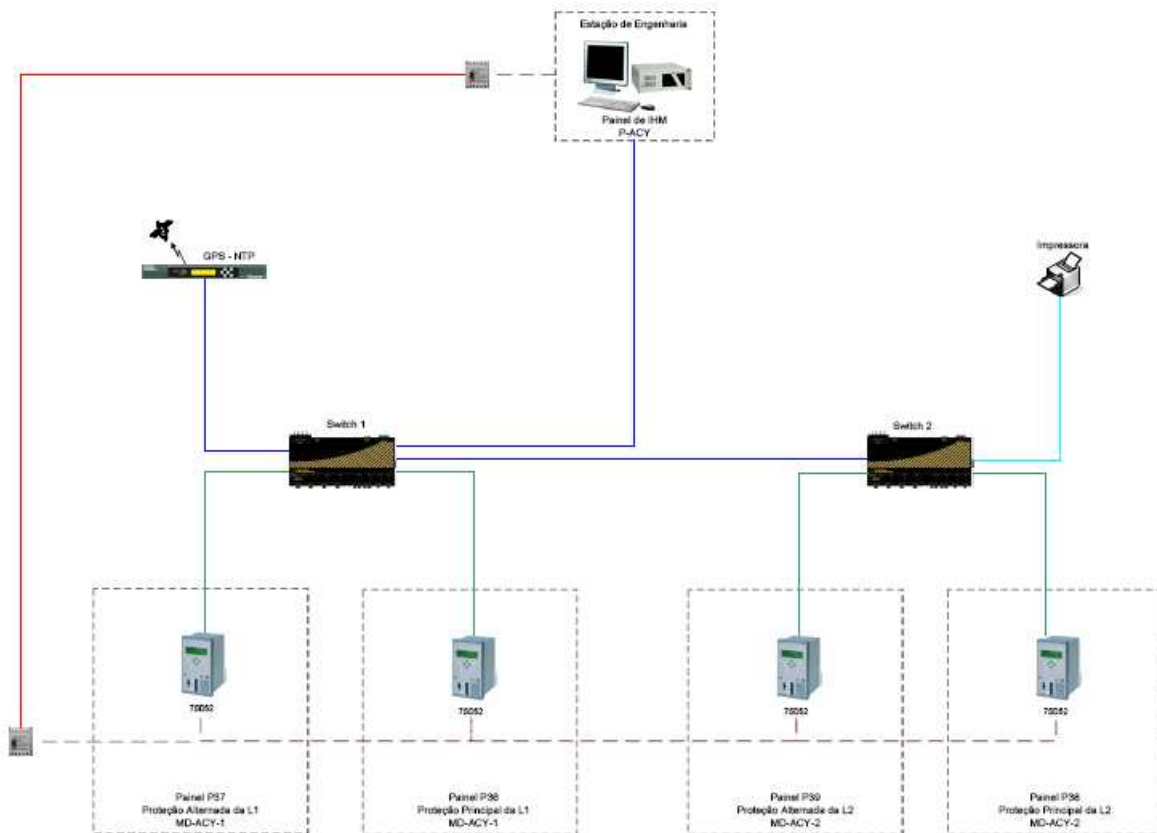 Estação de Engenharia
Painel de IHM
P-ACY
GPS - NTP
Impressora
Switch 1
Switch 2
7SD52
7SD52
7SD52
7SD52
Painel P37
Proteção Alternada da L1
MD-ACY-1
Painel P36
Proteção Principal da L1
MD-ACY-1
Painel P39
Proteção Alternada da L2
MD-ACY-2
Painel P38
Proteção Principal da L2
MD-ACY-2